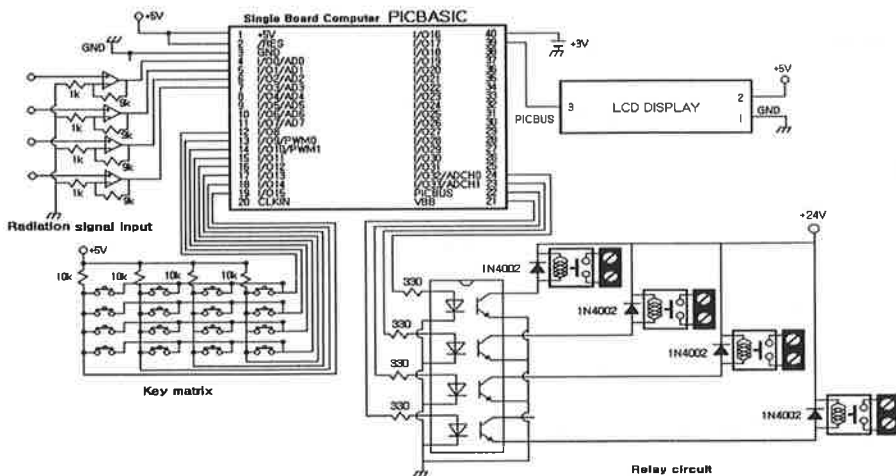 Single Board Computer PICBASIC
+5V
GND
1 +5V
2 /RES
3 GND
4 I/O0/AD0
5 I/O1/AD1
6 I/O2/AD2
7 I/O3/AD3
8 I/O4/AD4
9 I/O5/AD5
10 I/O6/AD6
11 I/O7/AD7
12 I/O8
13 I/O9/PWM0
14 I/O10/PWM1
15 I/O11
16 I/O12
17 I/O13
18 I/O14
19 I/O15
20 CLKIN
I/O16 40
I/O17 39
I/O18 38
I/O19 37
I/O20 36
I/O21 35
I/O22 34
I/O23 33
I/O24 32
I/O25 31
I/O26 30
I/O27 29
I/O28 28
I/O29 27
I/O30 26
I/O31 25
I/O32/ADCH0 24
I/O33/ADCH1 23
PICBUS 22
VBB 21
+3V
PICBUS
3 LCD DISPLAY 2
1
+5V
GND
1k
9k
1k
9k
1k
9k
1k
9k
Radiation signal input
+5V
10k
10k
10k
10k
Key matrix
330
330
330
330
+24V
1N4002
1N4002
1N4002
1N4002
Relay circuit